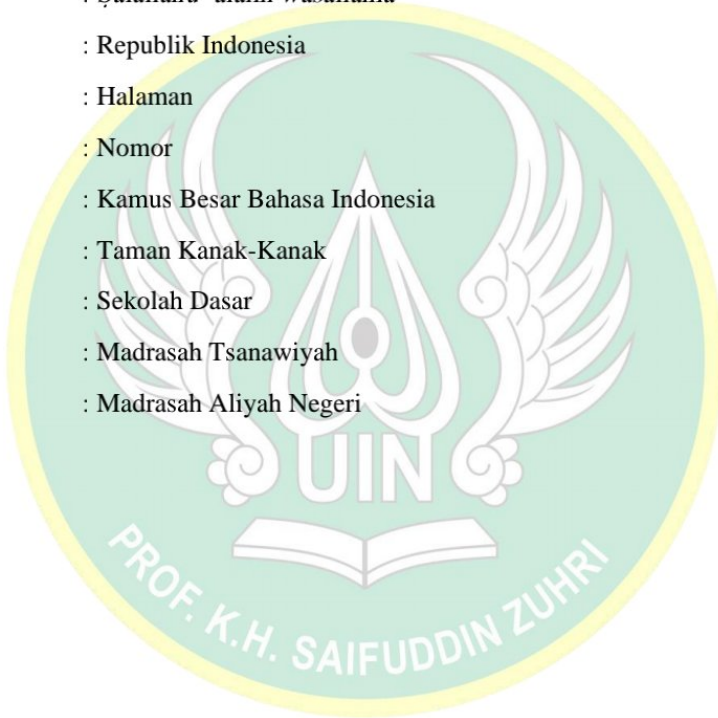 : Republik Indonesia
: Halaman
: Nomor
: Kamus Besar Bahasa Indonesia
: Taman Kanak-Kanak
: Sekolah Dasar
: Madrasah Tsanawiyah
: Madrasah Aliyah Negeri
UIN
PROF. K.H. SAIFUDDIN ZUHRI